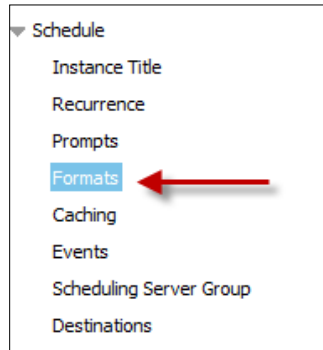 Schedule
Instance Title
Recurrence
Prompts
Formats
Caching
Events
Scheduling Server Group
Destinations